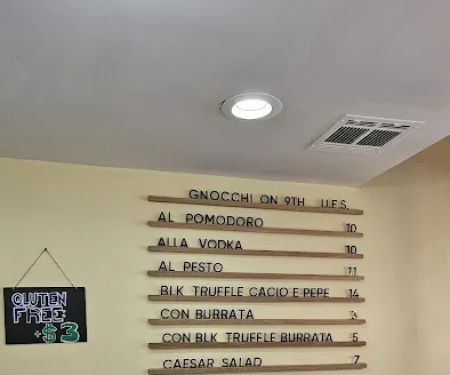 GNOCCHI ON 9TH U.E.S.
AL POMODORO 10
ALLA VODKA 10
AL PESTO 11
BLK TRUFFLE CACIO E PEPE 14
CON BURRATA
CON BLK TRUFFLE BURRATA 5
CAESAR SALAD 7
GLUTEN
FREE
+$3